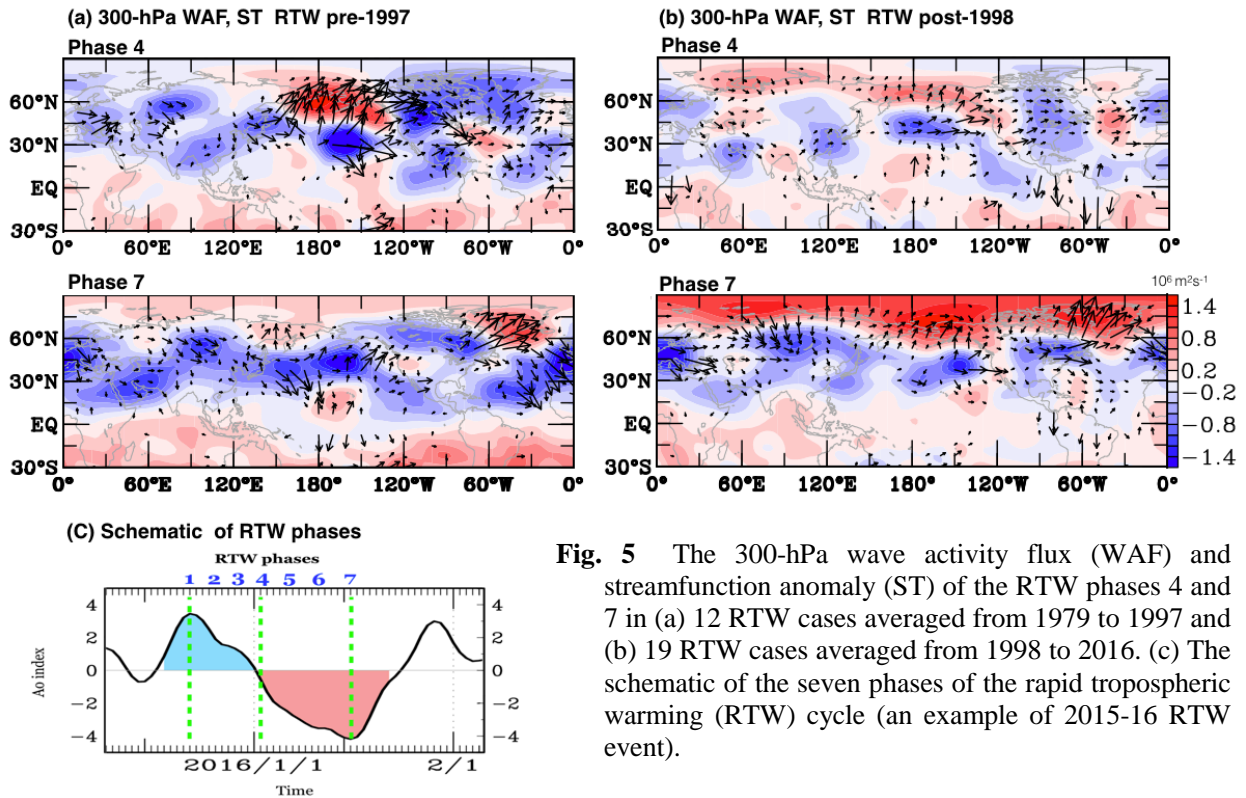 (a) 300-hPa WAF, ST RTW pre-1997
Phase 4
60°N
30°N
EQ
30°S
0° 60°E 120°E 180° 120°W 60°W 0°
Phase 7
60°N
30°N
EQ
30°S
0° 60°E 120°E 180° 120°W 60°W 0°
(b) 300-hPa WAF, ST RTW post-1998
Phase 4
60°N
30°N
EQ
30°S
0° 60°E 120°E 180° 120°W 60°W 0°
Phase 7
10⁶ m²s⁻¹
60°N
30°N
EQ
30°S
0° 60°E 120°E 180° 120°W 60°W 0°
1.4
0.8
0.2
−0.2
−0.8
−1.4
(C) Schematic of RTW phases
RTW phases
1 2 3 4 5 6 7
4 4
2 2
0 0
−2 −2
−4 −4
Ao index
2016/1/1 2/1
Time
Fig. 5 The 300-hPa wave activity flux (WAF) and
streamfunction anomaly (ST) of the RTW phases 4 and
7 in (a) 12 RTW cases averaged from 1979 to 1997 and
(b) 19 RTW cases averaged from 1998 to 2016. (c) The
schematic of the seven phases of the rapid tropospheric
warming (RTW) cycle (an example of 2015-16 RTW
event).